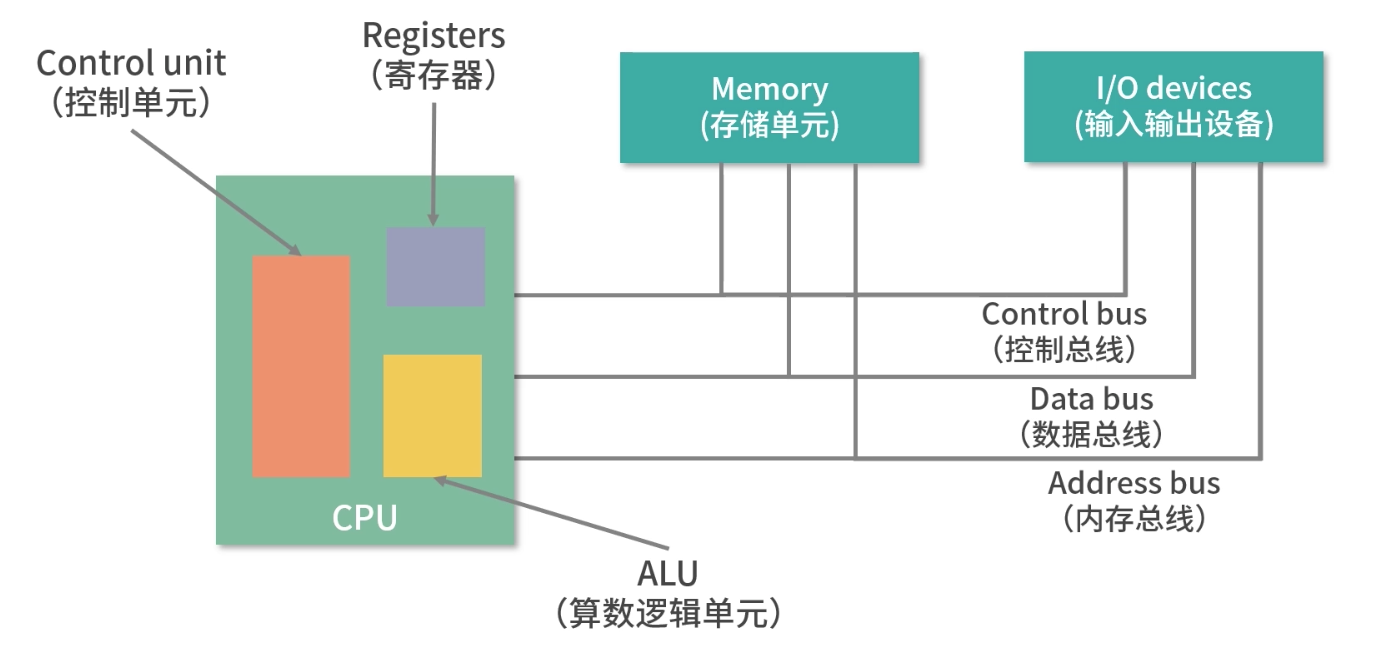 Control unit
（控制单元）
Registers
（寄存器）
Memory
(存储单元)
I/O devices
(输入输出设备)
Control bus
（控制总线）
Data bus
（数据总线）
Address bus
（内存总线）
CPU
ALU
（算数逻辑单元）